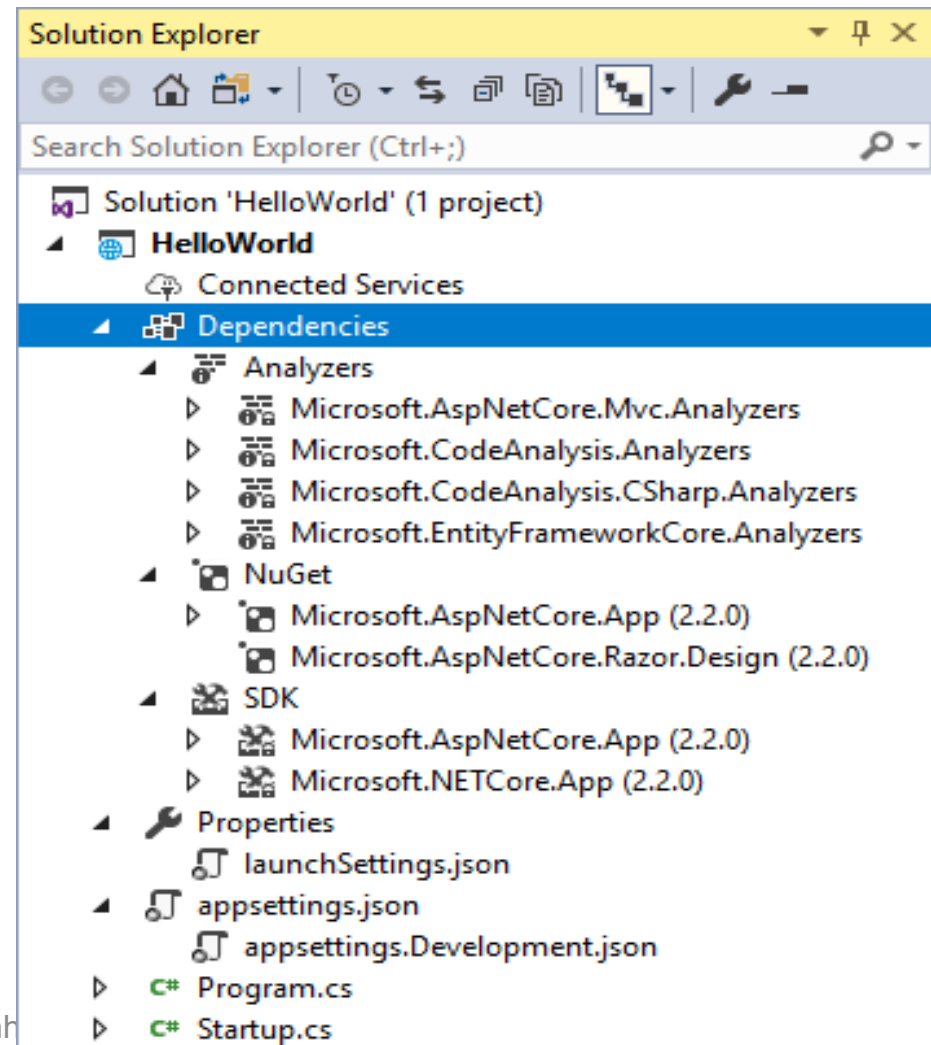 Solution Explorer
Search Solution Explorer (Ctrl+;)
Solution 'HelloWorld' (1 project)
HelloWorld
Connected Services
Dependencies
Analyzers
Microsoft.AspNetCore.Mvc.Analyzers
Microsoft.CodeAnalysis.Analyzers
Microsoft.CodeAnalysis.CSharp.Analyzers
Microsoft.EntityFrameworkCore.Analyzers
NuGet
Microsoft.AspNetCore.App (2.2.0)
Microsoft.AspNetCore.Razor.Design (2.2.0)
SDK
Microsoft.AspNetCore.App (2.2.0)
Microsoft.NETCore.App (2.2.0)
Properties
launchSettings.json
appsettings.json
appsettings.Development.json
C# Program.cs
C# Startup.cs